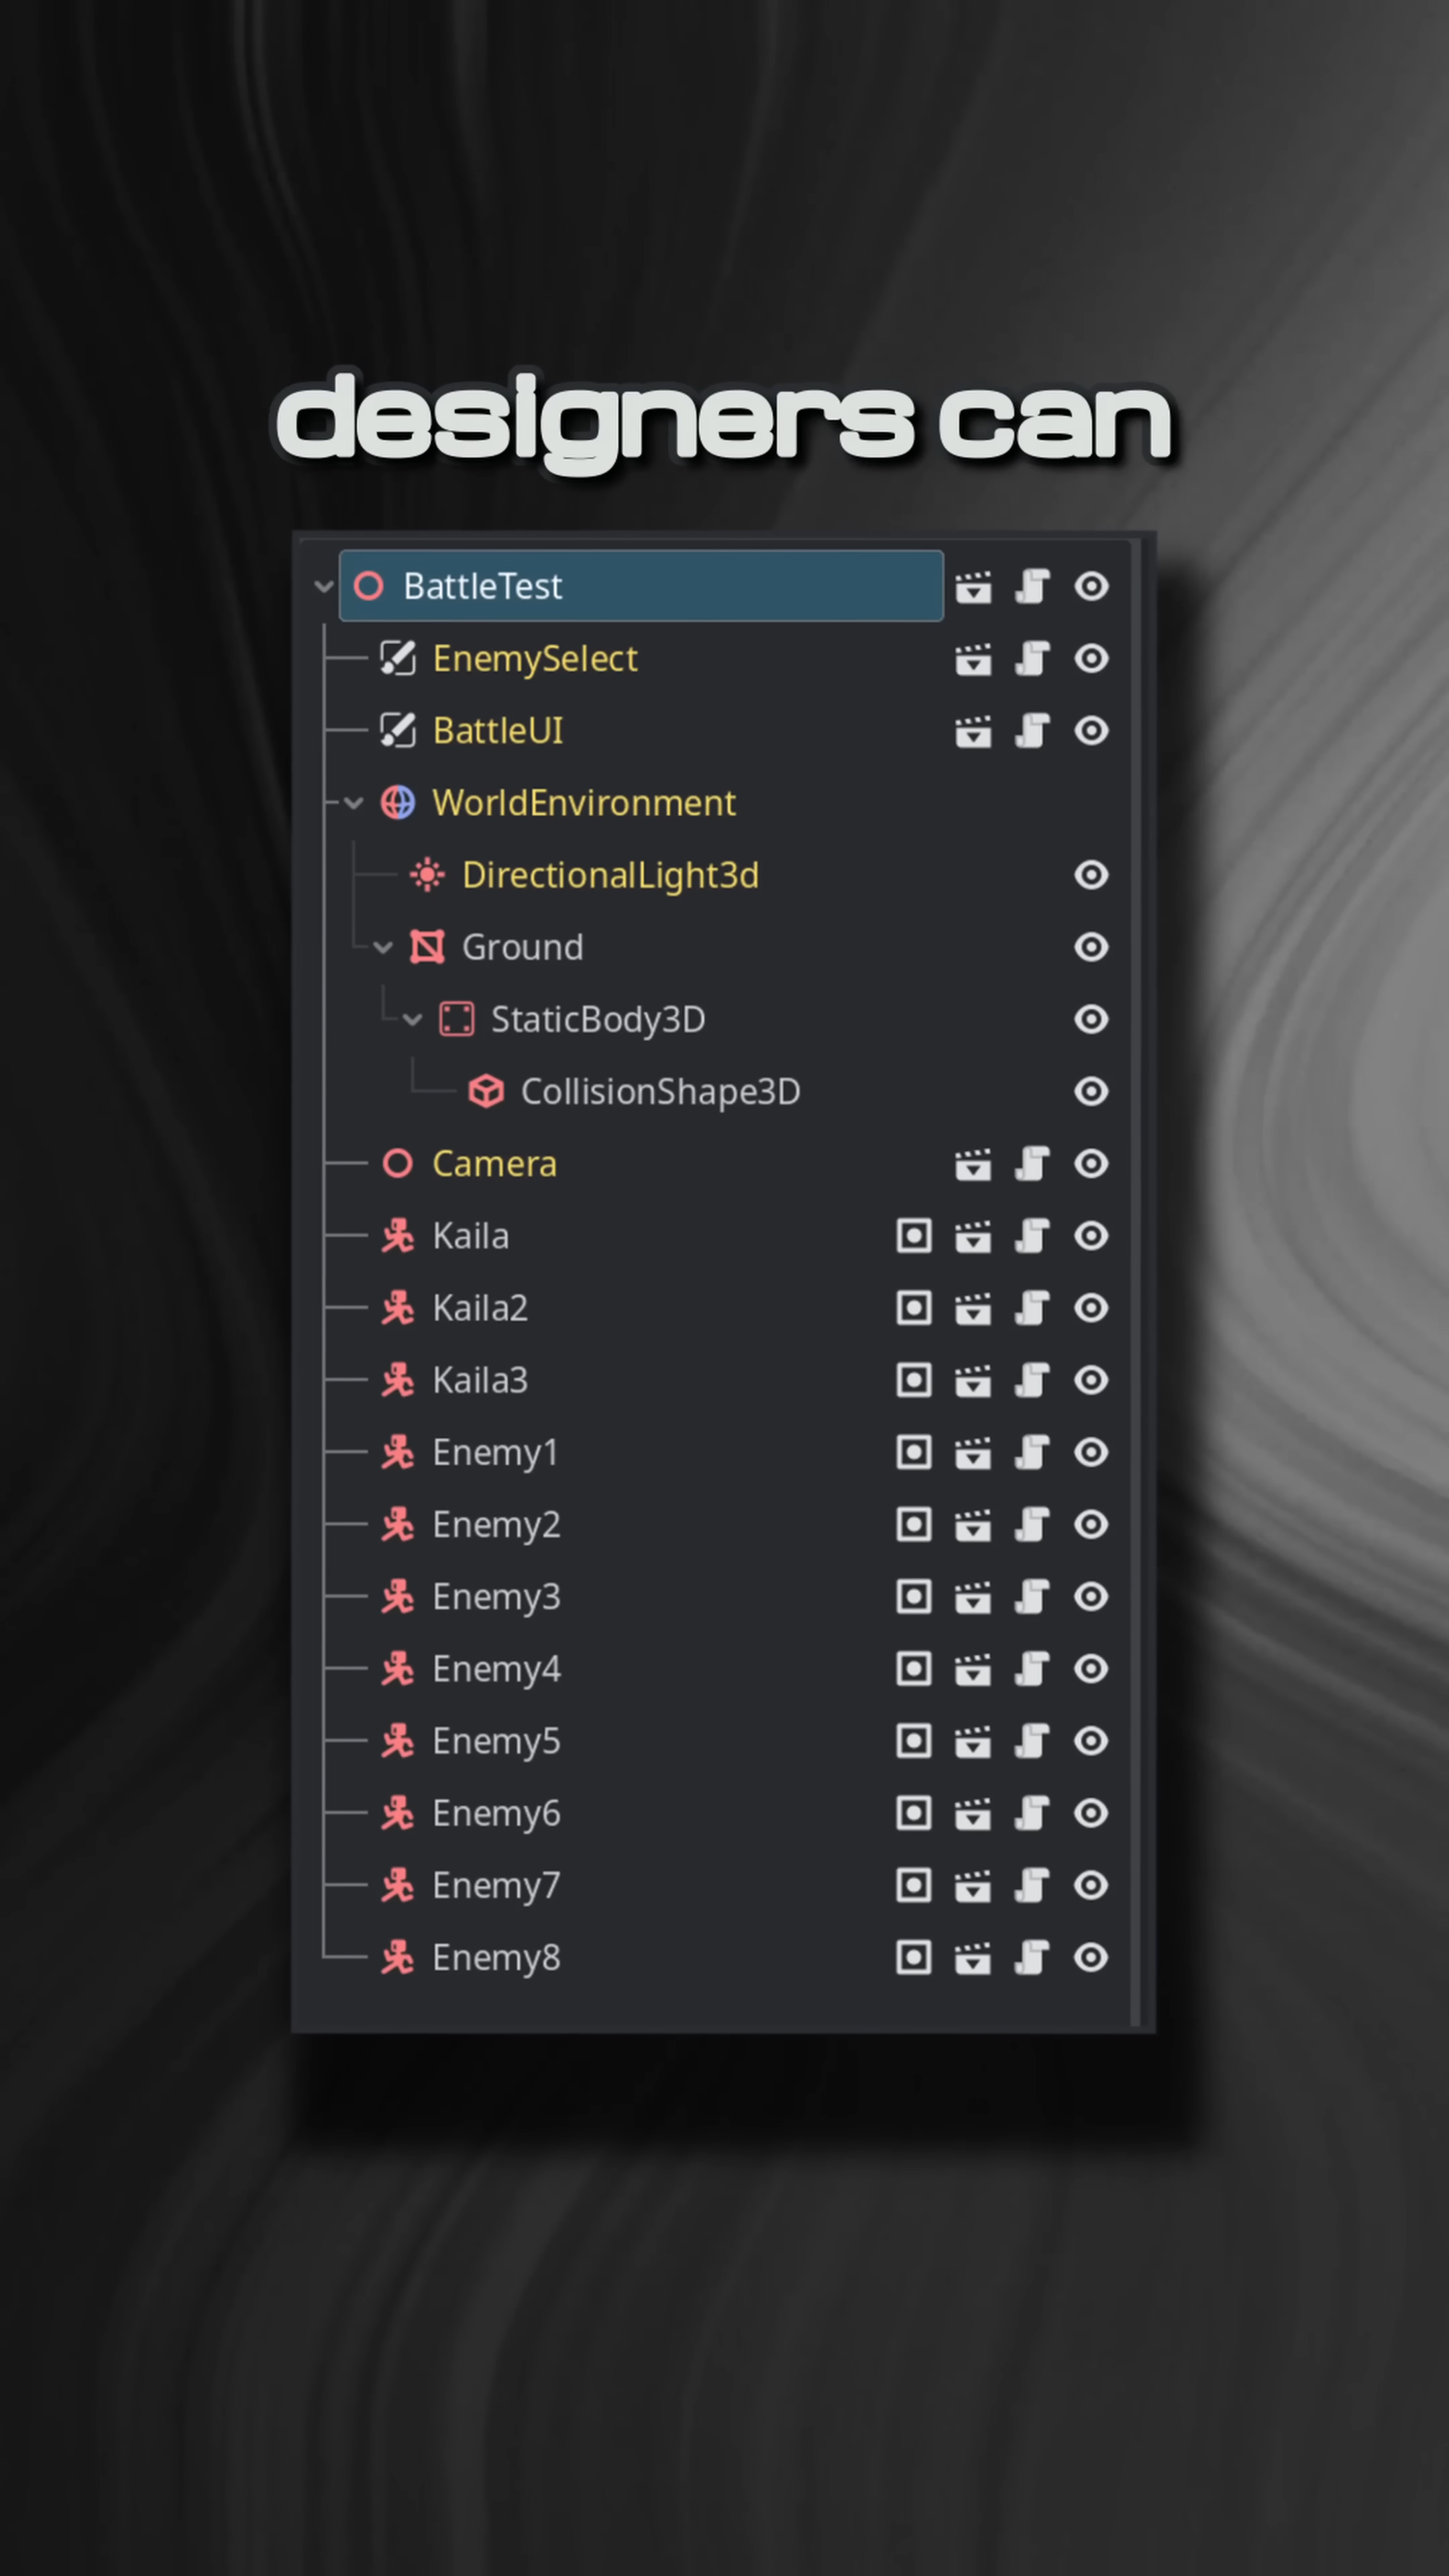 designers can
BattleTest
EnemySelect
BattleUI
WorldEnvironment
DirectionalLight3d
Ground
StaticBody3D
CollisionShape3D
Camera
Kaila
Kaila2
Kaila3
Enemy1
Enemy2
Enemy3
Enemy4
Enemy5
Enemy6
Enemy7
Enemy8